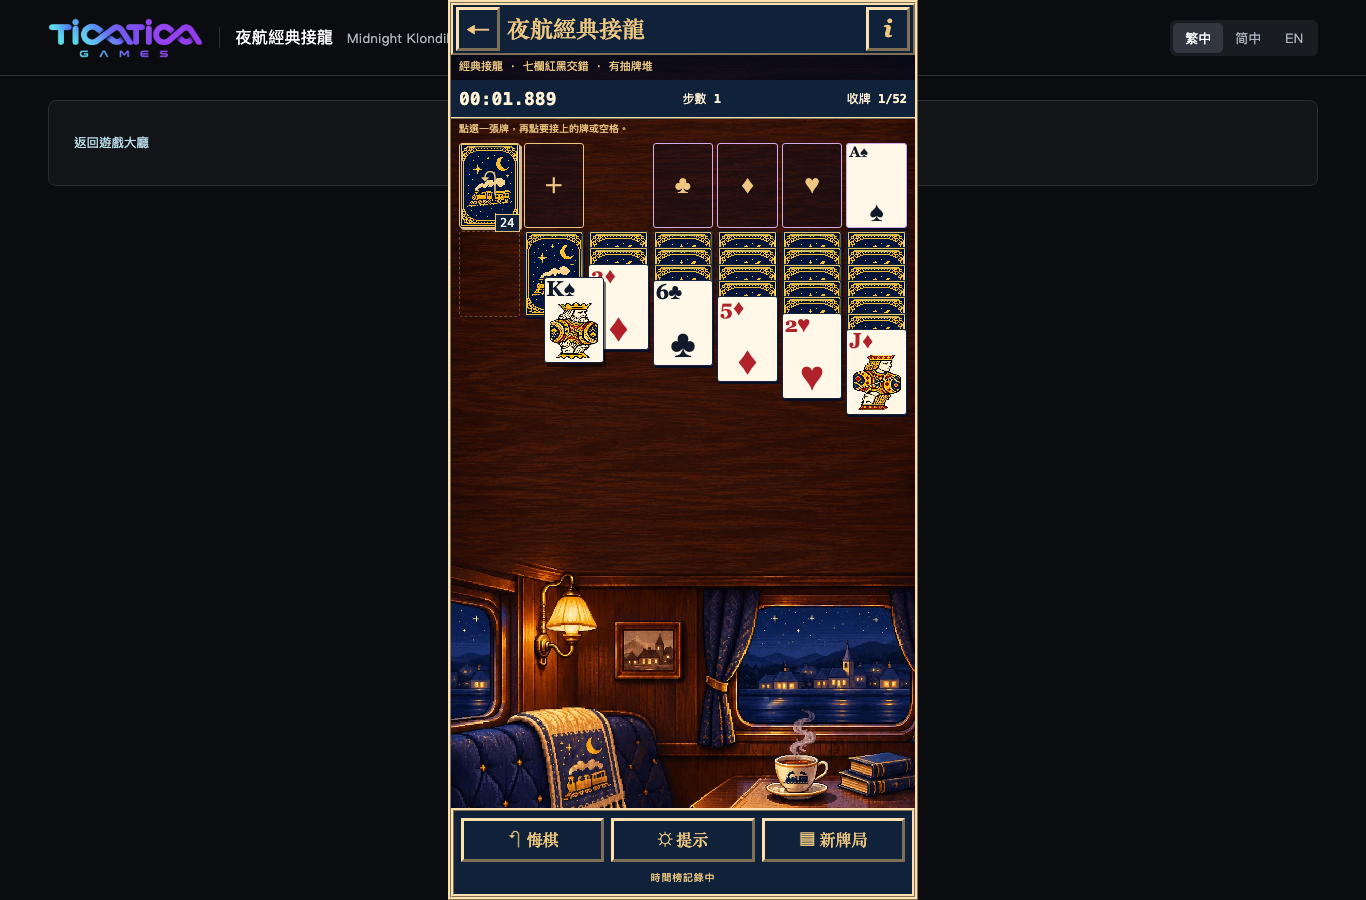 TICATICA
GAMES
夜航經典接龍
繁中
简中
EN
返回遊戲大廳
←
夜航經典接龍
i
經典接龍 · 七欄紅黑交錯 · 有抽牌堆
00:01.889
步數 1
收牌 1/52
點選一張牌,再點要接上的牌或空格。
24
+
♣
♦
♥
A♠
K♠
6♣
5♦
2♥
J♦
悔棋
提示
新牌局
時間榜記錄中